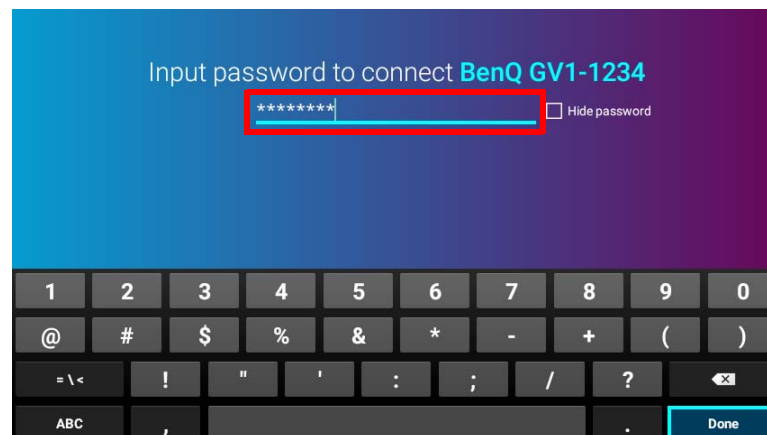 Input password to connect BenQ GV1-1234
********
Hide password
1 2 3 4 5 6 7 8 9 0
@ # $ % & * - + ( )
= \ < ! " ' : ; / ?
ABC , . Done